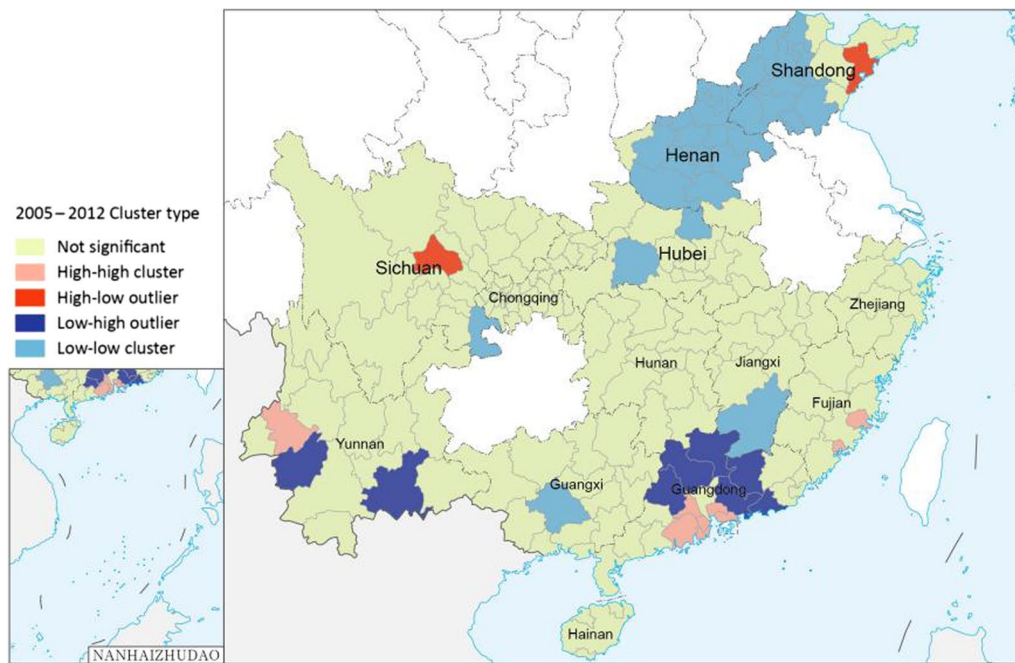 2005 – 2012 Cluster type
Not significant
High-high cluster
High-low outlier
Low-high outlier
Low-low cluster
Shandong
Henan
Hubei
Sichuan
Chongqing
Zhejiang
Hunan
Jiangxi
Fujian
Yunnan
Guangxi
Guangdong
Hainan
NANHAIZHUDAO